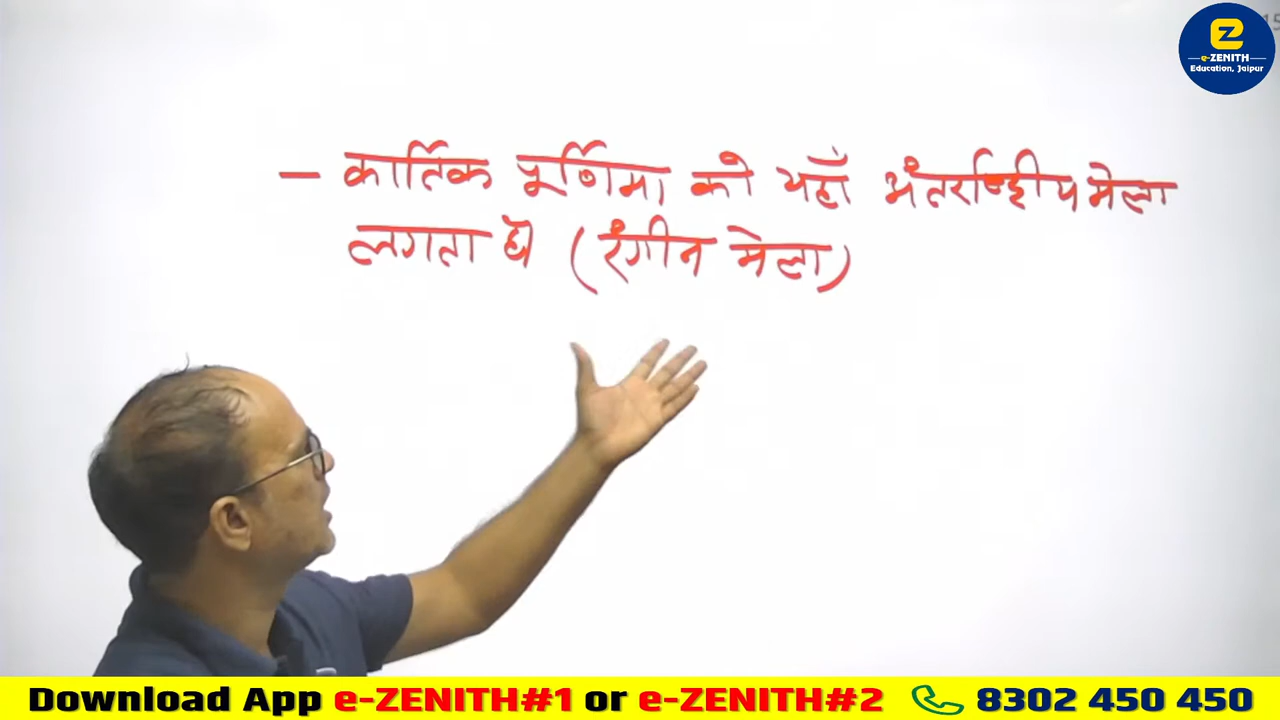 e
Z
e-ZENITH
Education, Jaipur
– कार्तिक पूर्णिमा को यहाँ अंतर्राष्ट्रीय मेला
लगता है (रंगीन मेला)
Download App e-ZENITH#1 or e-ZENITH#2 8302 450 450